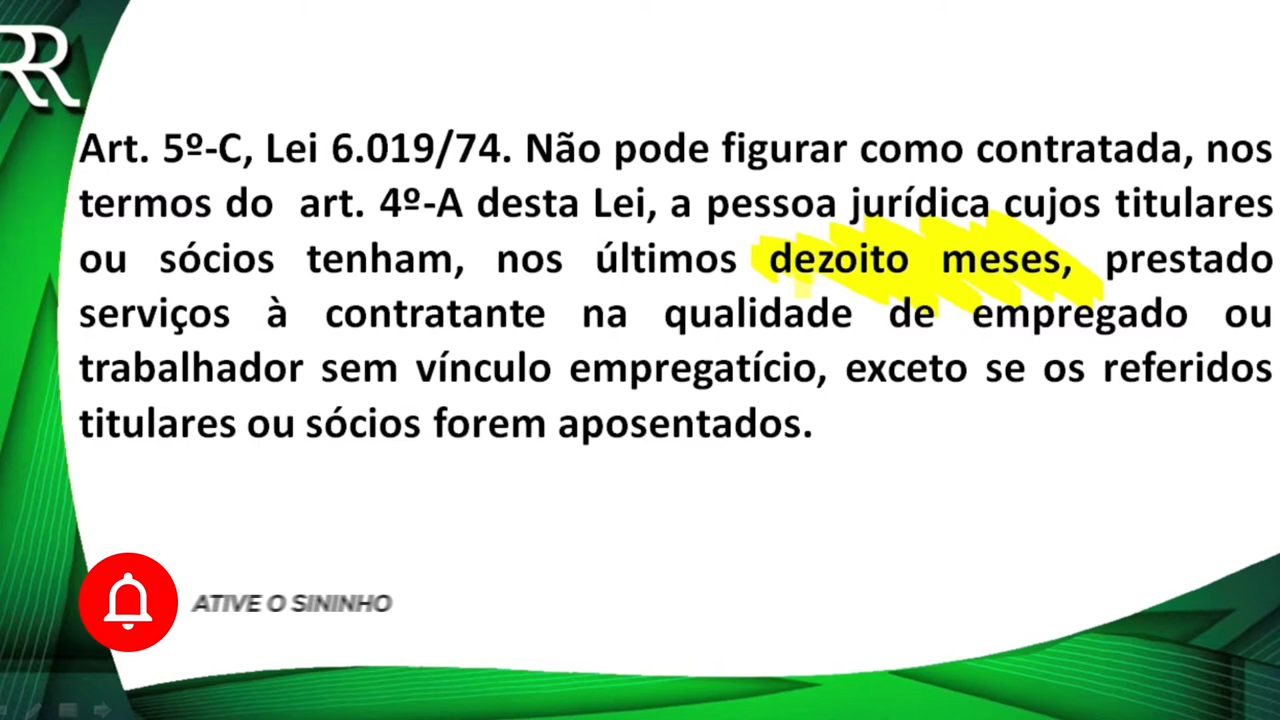 RR
Art. 5º-C, Lei 6.019/74. Não pode figurar como contratada, nos
termos do art. 4º-A desta Lei, a pessoa jurídica cujos titulares
ou sócios tenham, nos últimos dezoito meses, prestado
serviços à contratante na qualidade de empregado ou
trabalhador sem vínculo empregatício, exceto se os referidos
titulares ou sócios forem aposentados.
ATIVE O SININHO